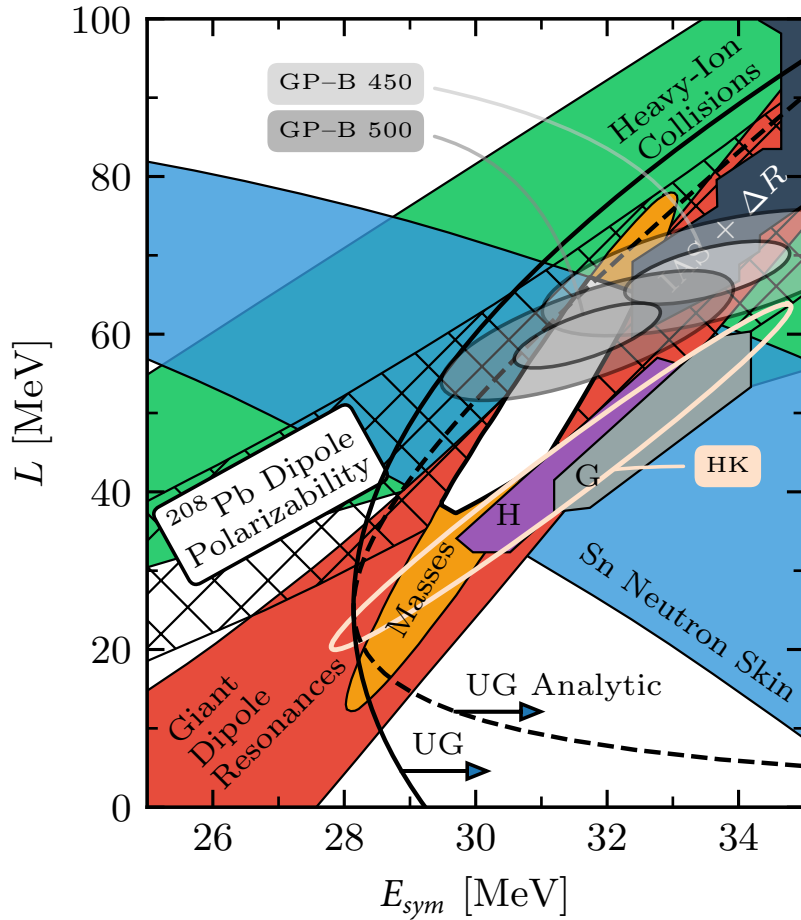 100
80
60
40
20
0
L [MeV]
GP–B 450
GP–B 500
Heavy-Ion
Collisions
IAS × ΔR
²⁰⁸Pb Dipole
Polarizability
HK
G
H
Masses
Sn Neutron Skin
Giant
Dipole
Resonances
UG Analytic
UG
26
28
30
32
34
E_sym [MeV]